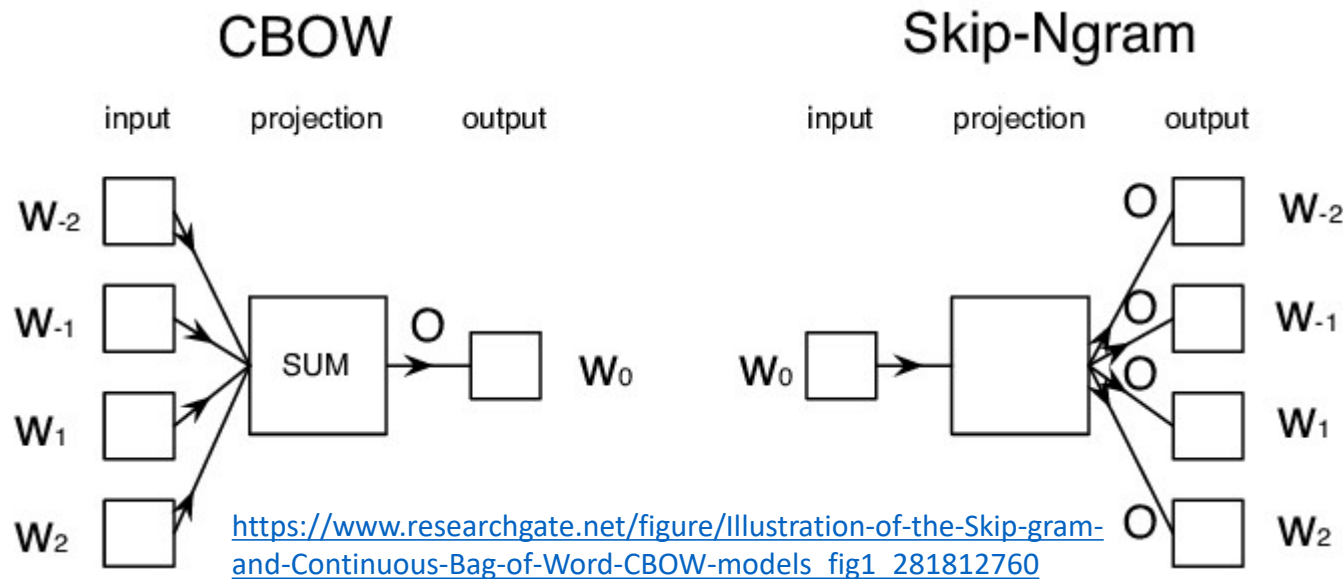 CBOW
Skip-Ngram
input projection output
input projection output
W-2
W-1
W1
W2
SUM
O
W0
W0
O
O
O
O
W-2
W-1
W1
W2
https://www.researchgate.net/figure/Illustration-of-the-Skip-gram-
and-Continuous-Bag-of-Word-CBOW-models_fig1_281812760